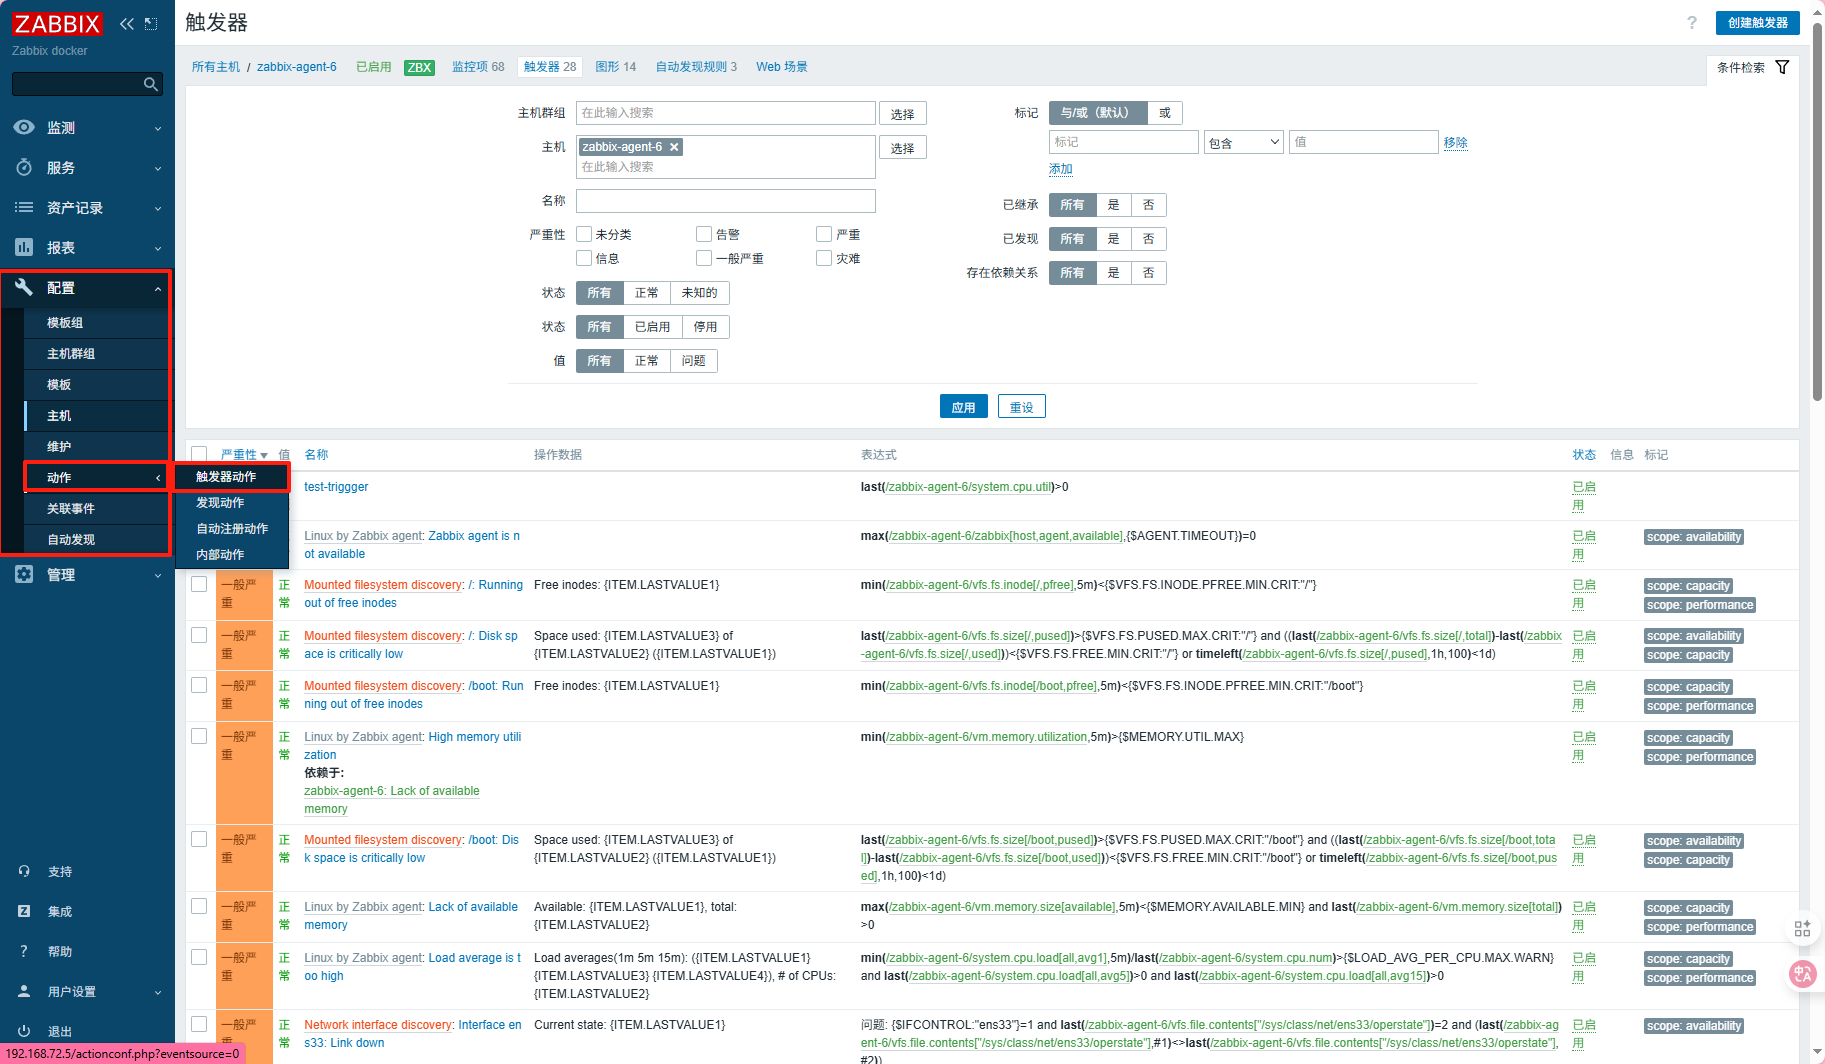 ZABBIX
Zabbix docker
监测
服务
资产记录
报表
配置
模板组
主机群组
模板
主机
维护
动作
关联事件
自动发现
管理
支持
集成
帮助
用户设置
退出
192.168.72.5/actionconf.php?eventsource=0
触发器动作
发现动作
自动注册动作
内部动作
触发器
?
创建触发器
所有主机 / zabbix-agent-6 已启用 ZBX 监控项 68 触发器 28 图形 14 自动发现规则 3 Web 场景
条件检索
主机群组 在此输入搜索 选择
主机 zabbix-agent-6 选择
在此输入搜索
名称
严重性 未分类 告警 严重
信息 一般严重 灾难
状态 所有 正常 未知的
状态 所有 已启用 停用
值 所有 正常 问题
标记 与/或（默认） 或
标记 包含 值 移除
添加
已继承 所有 是 否
已发现 所有 是 否
存在依赖关系 所有 是 否
应用 重设
严重性 值 名称 操作数据 表达式 状态 信息 标记
test-triggger last(/zabbix-agent-6/system.cpu.util)>0 已启
用
Linux by Zabbix agent: Zabbix agent is n max(/zabbix-agent-6/zabbix[host,agent,available],{$AGENT.TIMEOUT})=0 已启 scope: availability
ot available 用
一般严 正 Mounted filesystem discovery: /: Running Free inodes: {ITEM.LASTVALUE1} min(/zabbix-agent-6/vfs.fs.inode[/,pfree],5m)<{$VFS.FS.INODE.PFREE.MIN.CRIT:"/"} 已启 scope: capacity
重 常 out of free inodes 用 scope: performance
一般严 正 Mounted filesystem discovery: /: Disk sp Space used: {ITEM.LASTVALUE3} of last(/zabbix-agent-6/vfs.fs.size[/,pused])>{$VFS.FS.PUSED.MAX.CRIT:"/"} and ((last(/zabbix-agent-6/vfs.fs.size[/,total])-last(/zabbix 已启 scope: availability
重 常 ace is critically low {ITEM.LASTVALUE2} ({ITEM.LASTVALUE1}) -agent-6/vfs.fs.size[/,used]))<{$VFS.FS.FREE.MIN.CRIT:"/"} or timeleft(/zabbix-agent-6/vfs.fs.size[/,pused],1h,100)<1d) 用 scope: capacity
一般严 正 Mounted filesystem discovery: /boot: Run Free inodes: {ITEM.LASTVALUE1} min(/zabbix-agent-6/vfs.fs.inode[/boot,pfree],5m)<{$VFS.FS.INODE.PFREE.MIN.CRIT:"/boot"} 已启 scope: capacity
重 常 ning out of free inodes 用 scope: performance
一般严 正 Linux by Zabbix agent: High memory utili min(/zabbix-agent-6/vm.memory.utilization,5m)>{$MEMORY.UTIL.MAX} 已启 scope: capacity
重 常 zation 用 scope: performance
依赖于:
zabbix-agent-6: Lack of available
memory
一般严 正 Mounted filesystem discovery: /boot: Dis Space used: {ITEM.LASTVALUE3} of last(/zabbix-agent-6/vfs.fs.size[/boot,pused])>{$VFS.FS.PUSED.MAX.CRIT:"/boot"} and ((last(/zabbix-agent-6/vfs.fs.size[/boot,tota 已启 scope: availability
重 常 k space is critically low {ITEM.LASTVALUE2} ({ITEM.LASTVALUE1}) l])-last(/zabbix-agent-6/vfs.fs.size[/boot,used]))<{$VFS.FS.FREE.MIN.CRIT:"/boot"} or timeleft(/zabbix-agent-6/vfs.fs.size[/boot,pus 用 scope: capacity
ed],1h,100)<1d)
一般严 正 Linux by Zabbix agent: Lack of available Available: {ITEM.LASTVALUE1}, total: max(/zabbix-agent-6/vm.memory.size[available],5m)<{$MEMORY.AVAILABLE.MIN} and last(/zabbix-agent-6/vm.memory.size[total]) 已启 scope: capacity
重 常 memory {ITEM.LASTVALUE2} >0 用 scope: performance
一般严 正 Linux by Zabbix agent: Load average is t Load averages(1m 5m 15m): ({ITEM.LASTVALUE1} min(/zabbix-agent-6/system.cpu.load[all,avg1],5m)/last(/zabbix-agent-6/system.cpu.num)>{$LOAD_AVG_PER_CPU.MAX.WARN} 已启 scope: capacity
重 常 oo high {ITEM.LASTVALUE3} {ITEM.LASTVALUE4}), # of CPUs: and last(/zabbix-agent-6/system.cpu.load[all,avg5])>0 and last(/zabbix-agent-6/system.cpu.load[all,avg15])>0 用 scope: performance
{ITEM.LASTVALUE2}
一般严 正 Network interface discovery: Interface en Current state: {ITEM.LASTVALUE1} 问题: {$IFCONTROL:"ens33"}=1 and last(/zabbix-agent-6/vfs.file.contents["/sys/class/net/ens33/operstate"])=2 and (last(/zabbix-ag 已启 scope: availability
重 常 s33: Link down ent-6/vfs.file.contents["/sys/class/net/ens33/operstate"],#1)<>last(/zabbix-agent-6/vfs.file.contents["/sys/class/net/ens33/operstate"], 用
#2))